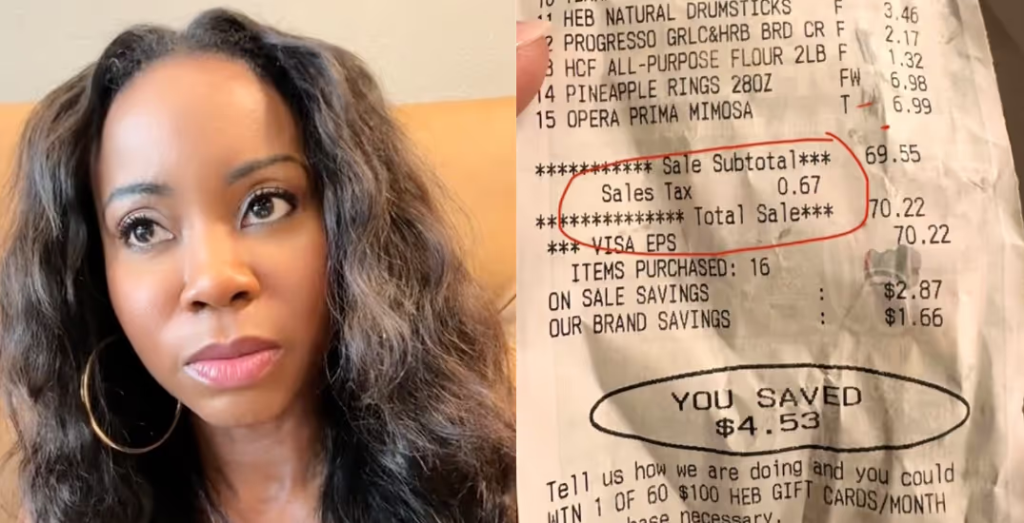 11 HEB NATURAL DRUMSTICKS F 3.46
2 PROGRESSO GRLC&HRB BRD CR F 2.17
3 HCF ALL-PURPOSE FLOUR 2LB F 1.32
14 PINEAPPLE RINGS 28OZ FW 6.98
15 OPERA PRIMA MIMOSA T 6.99
*********** Sale Subtotal*** 69.55
Sales Tax 0.67
************** Total Sale*** 70.22
*** VISA EPS 70.22
ITEMS PURCHASED: 16
ON SALE SAVINGS : $2.87
OUR BRAND SAVINGS : $1.66
YOU SAVED
$4.53
Tell us how we are doing and you could
WIN 1 OF 60 $100 HEB GIFT CARDS/MONTH
necessary.